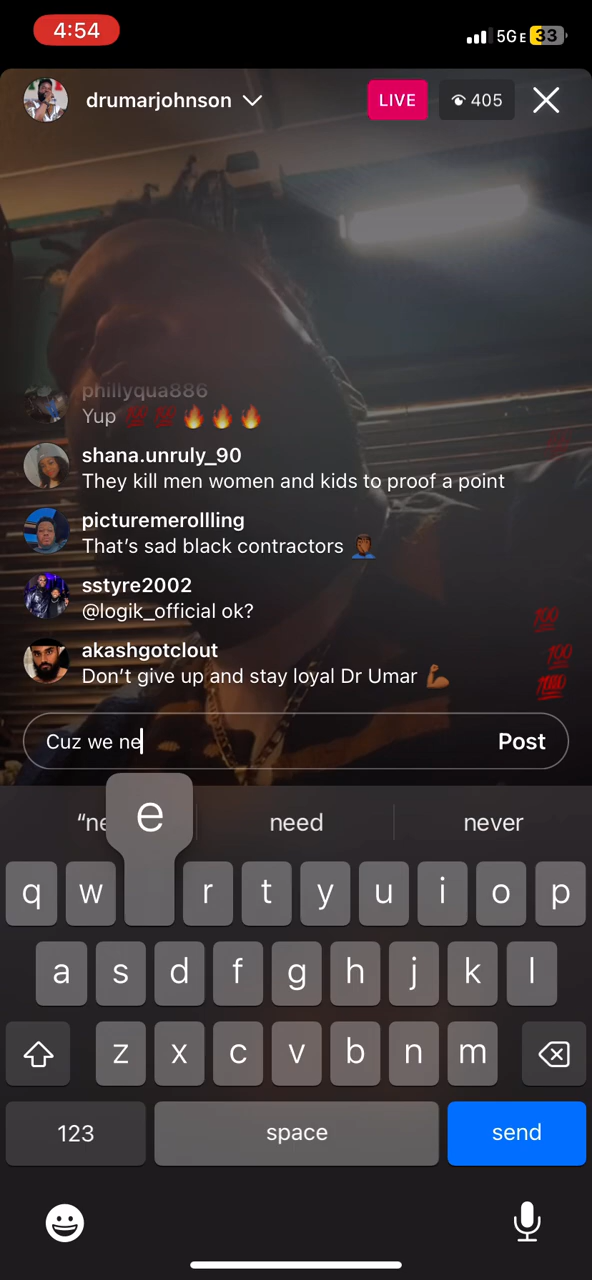 4:54
5GE 33
drumarjohnson
LIVE
405
phillyqua886
Yup 💯 💯 🔥 🔥 🔥
shana.unruly_90
They kill men women and kids to proof a point
picturemerollling
That's sad black contractors 🤦🏾‍♂️
sstyre2002
@logik_official ok?
akashgotclout
Don't give up and stay loyal Dr Umar 💪🏽
💯
💯
💯
Cuz we ne
Post
"ne
need
never
e
q w r t y u i o p
a s d f g h j k l
z x c v b n m
123
space
send